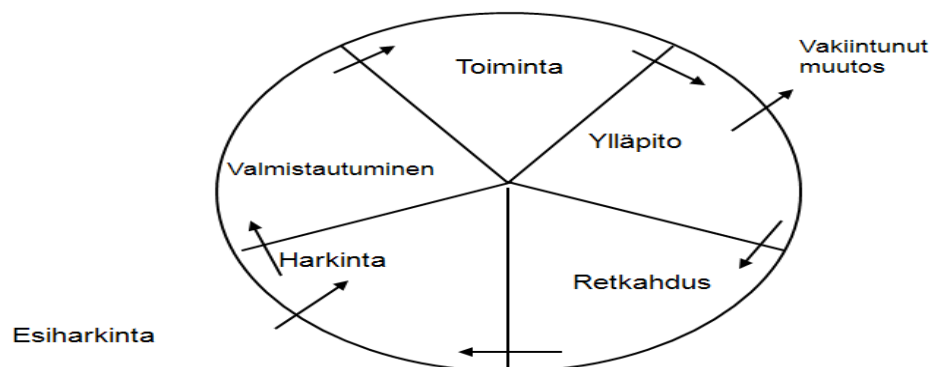 Toiminta
Vakiintunut
muutos
Ylläpito
Valmistautuminen
Harkinta
Retkahdus
Esiharkinta